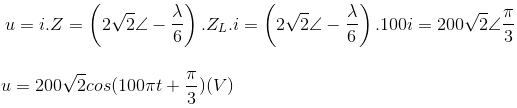 u = i.Z = (2√2∠ − λ/6).Z_L.i = (2√2∠ − λ/6).100i = 200√2∠π/3
u = 200√2cos(100πt + π/3)(V)